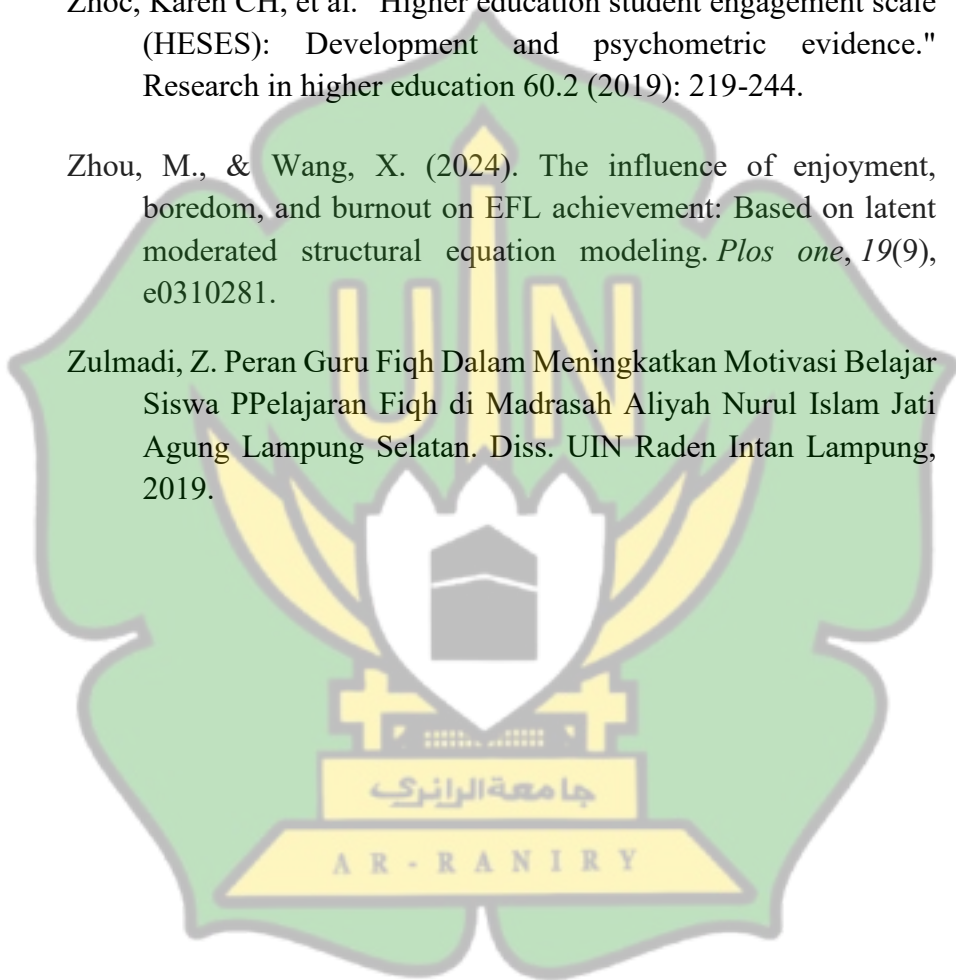 Zhoc, Karen CH, et al. "Higher education student engagement scale
(HESES): Development and psychometric evidence."
Research in higher education 60.2 (2019): 219-244.
Zhou, M., & Wang, X. (2024). The influence of enjoyment,
boredom, and burnout on EFL achievement: Based on latent
moderated structural equation modeling. Plos one, 19(9),
e0310281.
Zulmadi, Z. Peran Guru Fiqh Dalam Meningkatkan Motivasi Belajar
Siswa PPelajaran Fiqh di Madrasah Aliyah Nurul Islam Jati
Agung Lampung Selatan. Diss. UIN Raden Intan Lampung,
2019.
UIN
جامعة الرانري
AR-RANIRY